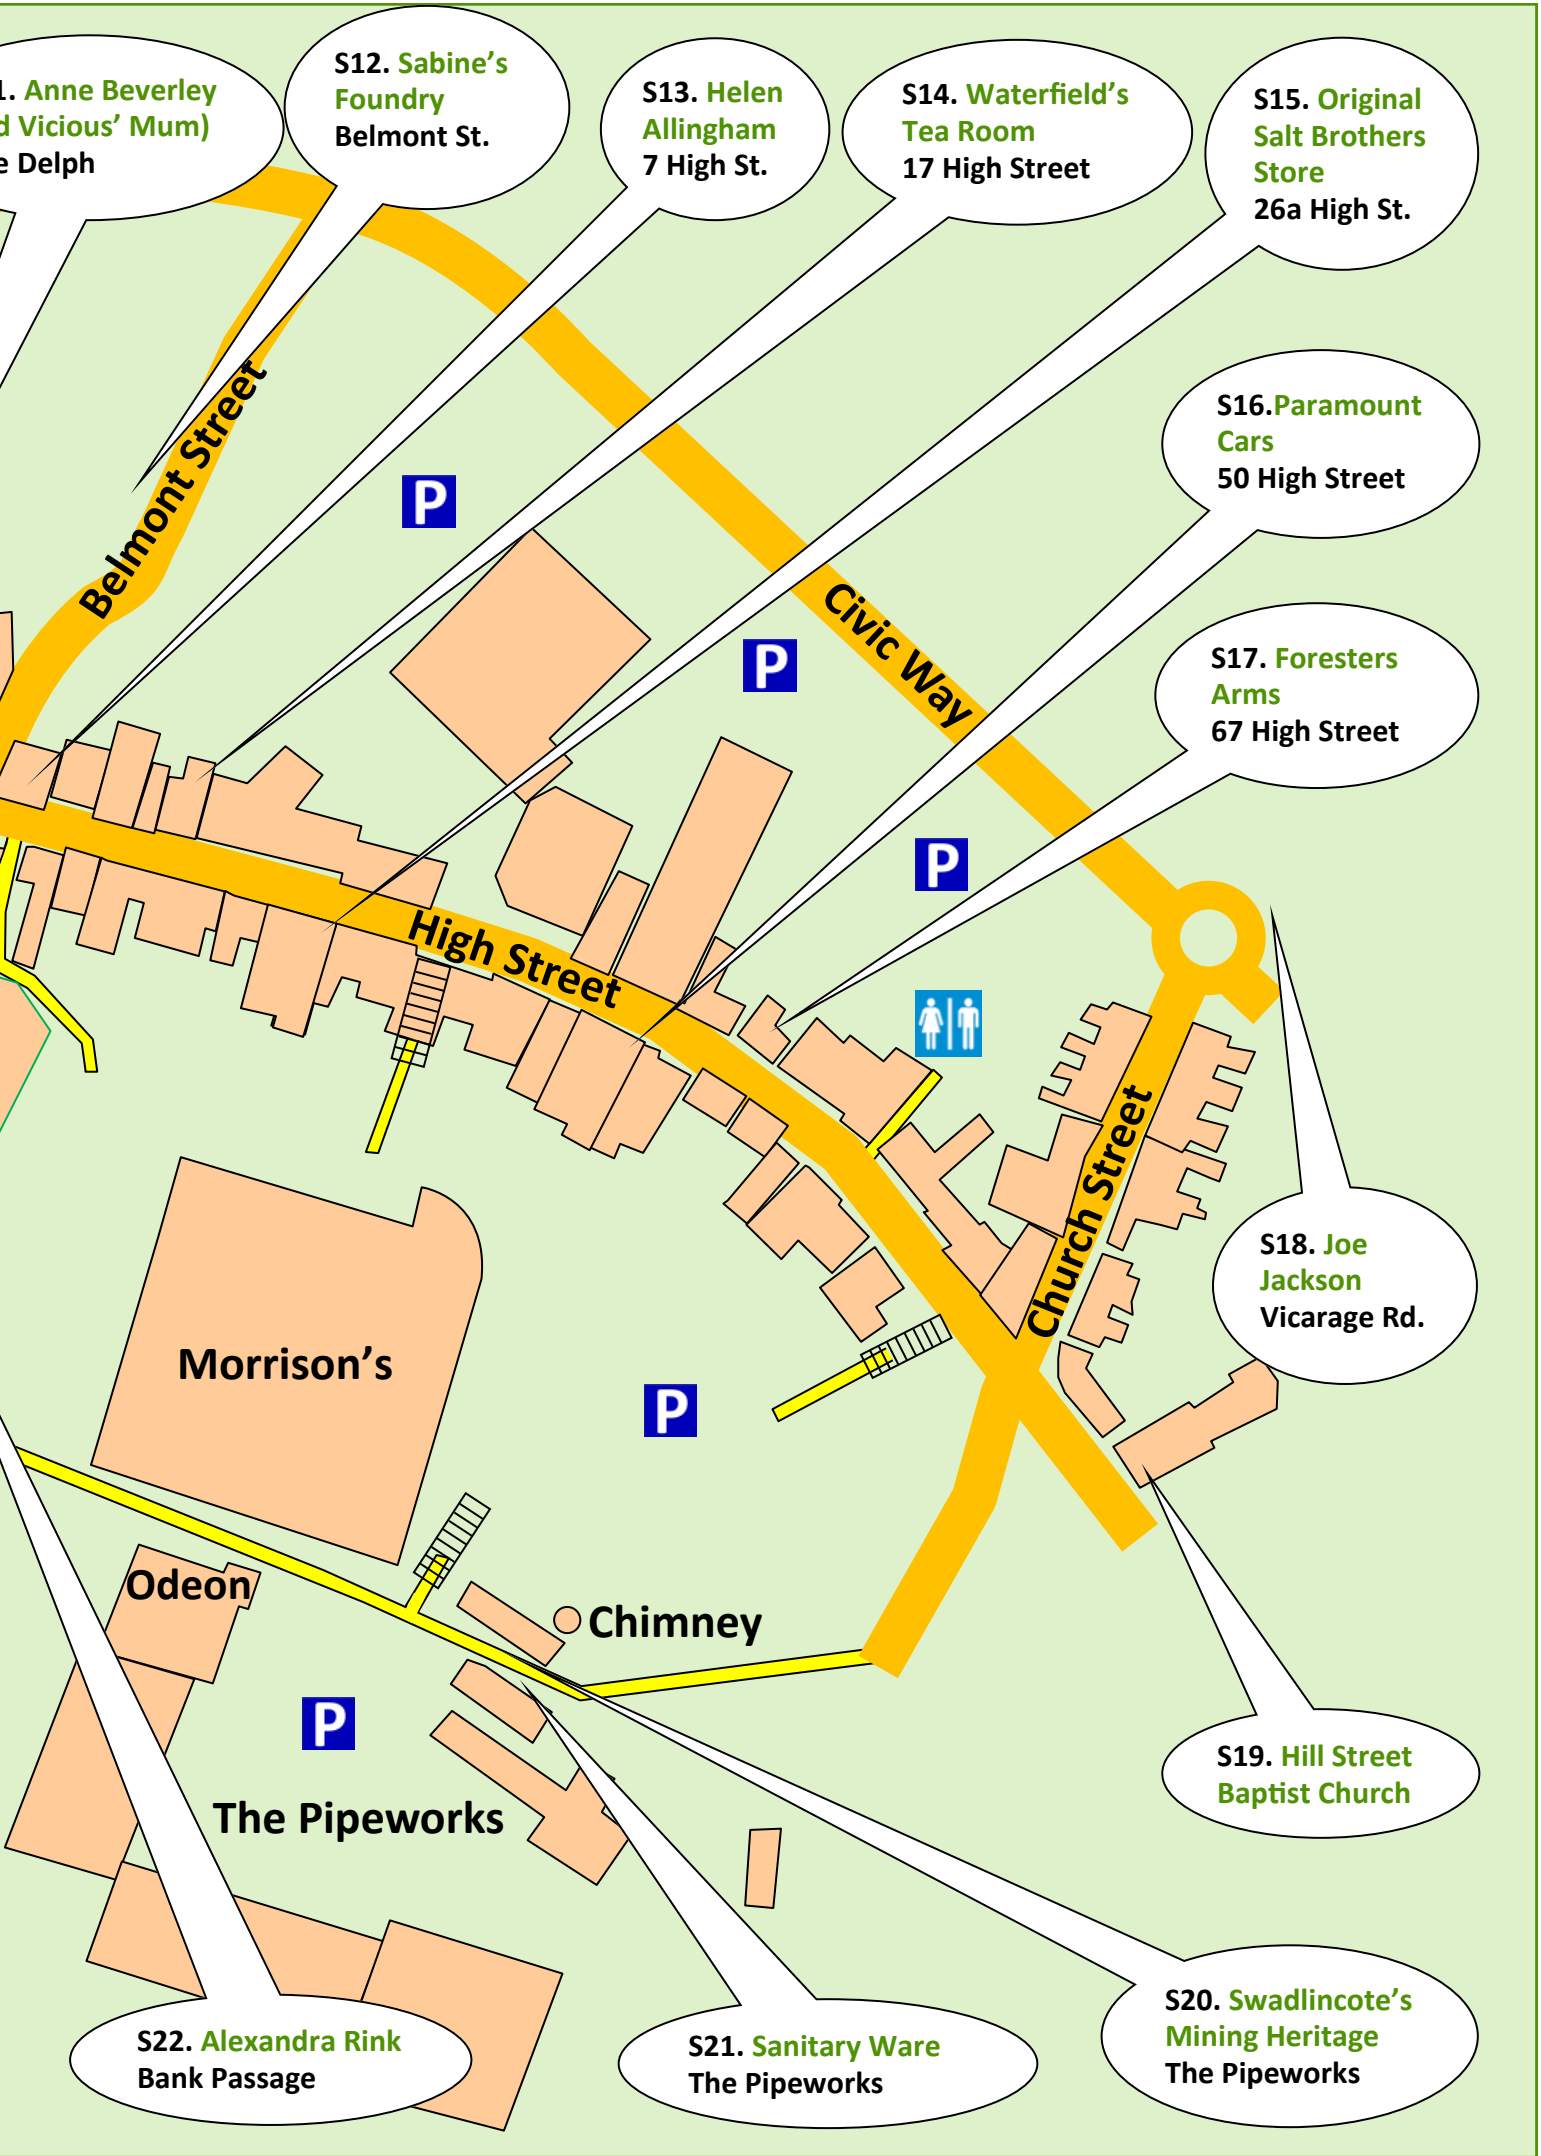 1. Anne Beverley
d Vicious’ Mum)
e Delph
S12. Sabine’s
Foundry
Belmont St.
S13. Helen
Allingham
7 High St.
S14. Waterfield’s
Tea Room
17 High Street
S15. Original
Salt Brothers
Store
26a High St.
S16.Paramount
Cars
50 High Street
Belmont Street
P
Civic Way
P
S17. Foresters
Arms
67 High Street
P
High Street
Church Street
S18. Joe
Jackson
Vicarage Rd.
Morrison’s
P
Odeon
Chimney
P
The Pipeworks
S19. Hill Street
Baptist Church
S22. Alexandra Rink
Bank Passage
S21. Sanitary Ware
The Pipeworks
S20. Swadlincote’s
Mining Heritage
The Pipeworks